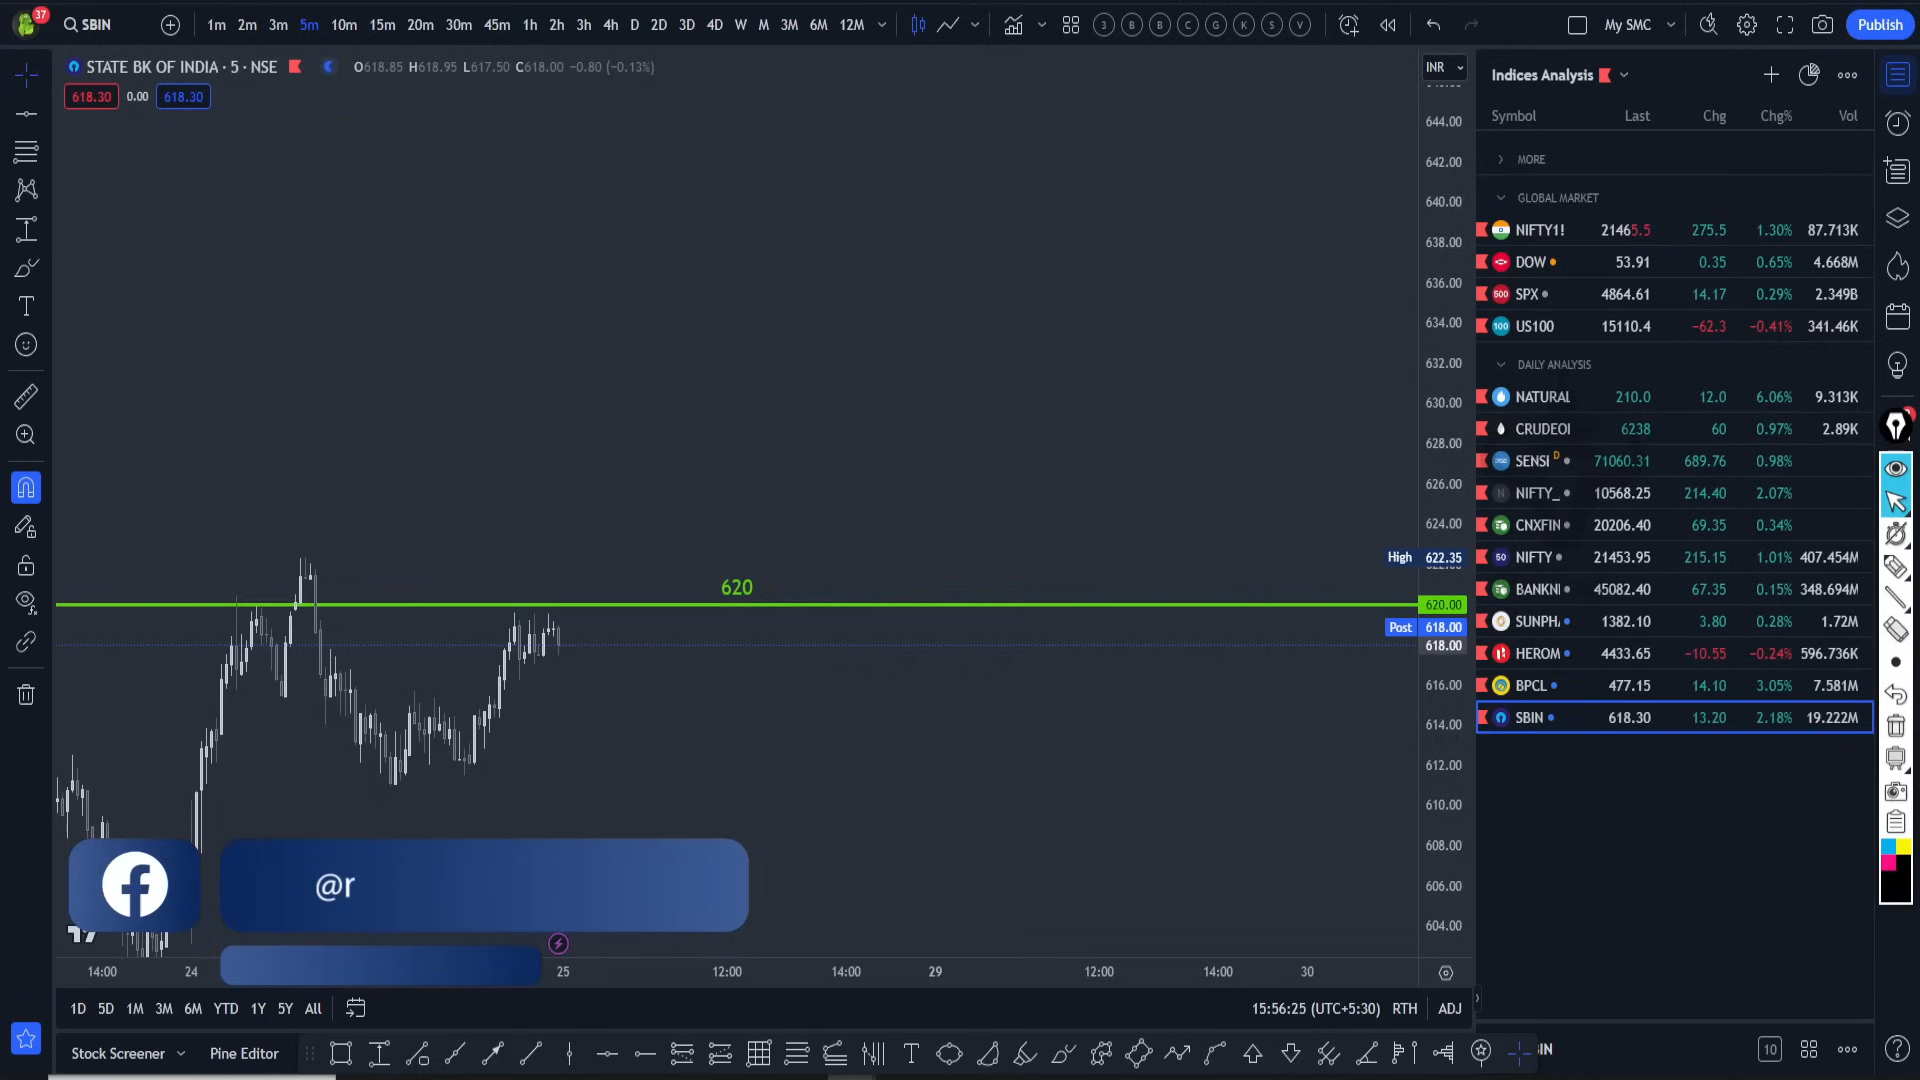 37
SBIN
1m 2m 3m 5m 10m 15m 20m 30m 45m 1h 2h 3h 4h D 2D 3D 4D W M 3M 6M 12M
3 B B C G K S V
My SMC
Publish
STATE BK OF INDIA · 5 · NSE
O618.85 H618.95 L617.50 C618.00 −0.80 (−0.13%)
618.30 0.00 618.30
INR
644.00
642.00
640.00
638.00
636.00
634.00
632.00
630.00
628.00
626.00
624.00
High 622.35
620
620.00
Post 618.00
618.00
616.00
614.00
612.00
610.00
608.00
606.00
604.00
@r
14:00 24 25 12:00 14:00 29 12:00 14:00 30
1D 5D 1M 3M 6M YTD 1Y 5Y All
15:56:25 (UTC+5:30) RTH ADJ
Stock Screener Pine Editor
Indices Analysis
Symbol Last Chg Chg% Vol
MORE
GLOBAL MARKET
NIFTY1! 21465.5 275.5 1.30% 87.713K
DOW 53.91 0.35 0.65% 4.668M
500 SPX 4864.61 14.17 0.29% 2.349B
100 US100 15110.4 −62.3 −0.41% 341.46K
DAILY ANALYSIS
NATURAL 210.0 12.0 6.06% 9.313K
CRUDEOI 6238 60 0.97% 2.89K
SENSI D 71060.31 689.76 0.98%
N NIFTY_ 10568.25 214.40 2.07%
CNXFIN 20206.40 69.35 0.34%
50 NIFTY 21453.95 215.15 1.01% 407.454M
BANKNI 45082.40 67.35 0.15% 348.694M
SUNPH 1382.10 3.80 0.28% 1.72M
HEROM 4433.65 −10.55 −0.24% 596.736K
BPCL 477.15 14.10 3.05% 7.581M
SBIN 618.30 13.20 2.18% 19.222M
10